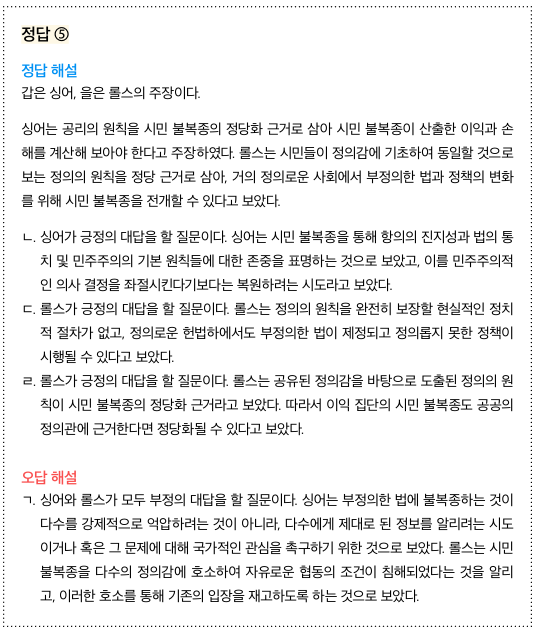 정답 ⑤
정답 해설
갑은 싱어, 을은 롤스의 주장이다.
싱어는 공리의 원칙을 시민 불복종의 정당화 근거로 삼아 시민 불복종이 산출한 이익과 손
해를 계산해 보아야 한다고 주장하였다. 롤스는 시민들이 정의감에 기초하여 동일할 것으로
보는 정의의 원칙을 정당 근거로 삼아, 거의 정의로운 사회에서 부정의한 법과 정책의 변화
를 위해 시민 불복종을 전개할 수 있다고 보았다.
ㄴ. 싱어가 긍정의 대답을 할 질문이다. 싱어는 시민 불복종을 통해 항의의 진지성과 법의 통
치 및 민주주의의 기본 원칙들에 대한 존중을 표명하는 것으로 보았고, 이를 민주주의적
인 의사 결정을 좌절시킨다기보다는 복원하려는 시도라고 보았다.
ㄷ. 롤스가 긍정의 대답을 할 질문이다. 롤스는 정의의 원칙을 완전히 보장할 현실적인 정치
적 절차가 없고, 정의로운 헌법하에서도 부정의한 법이 제정되고 정의롭지 못한 정책이
시행될 수 있다고 보았다.
ㄹ. 롤스가 긍정의 대답을 할 질문이다. 롤스는 공유된 정의감을 바탕으로 도출된 정의의 원
칙이 시민 불복종의 정당화 근거라고 보았다. 따라서 이익 집단의 시민 불복종도 공공의
정의관에 근거한다면 정당화될 수 있다고 보았다.
오답 해설
ㄱ. 싱어와 롤스가 모두 부정의 대답을 할 질문이다. 싱어는 부정의한 법에 불복종하는 것이
다수를 강제적으로 억압하려는 것이 아니라, 다수에게 제대로 된 정보를 알리려는 시도
이거나 혹은 그 문제에 대해 국가적인 관심을 촉구하기 위한 것으로 보았다. 롤스는 시민
불복종을 다수의 정의감에 호소하여 자유로운 협동의 조건이 침해되었다는 것을 알리
고, 이러한 호소를 통해 기존의 입장을 재고하도록 하는 것으로 보았다.